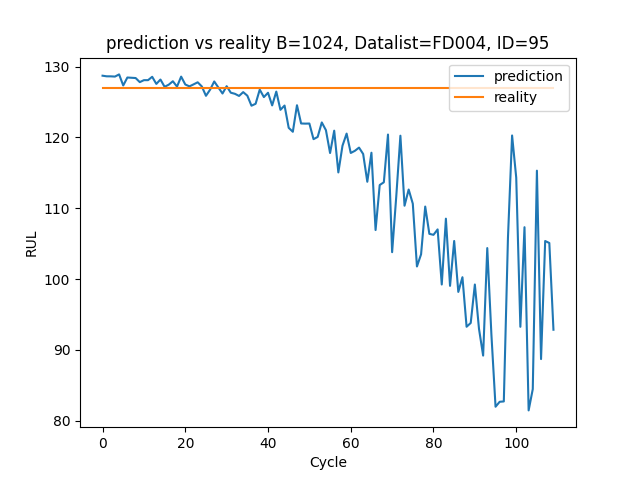 prediction vs reality B=1024, Datalist=FD004, ID=95
prediction
reality
RUL
130
120
110
100
90
80
0 20 40 60 80 100
Cycle